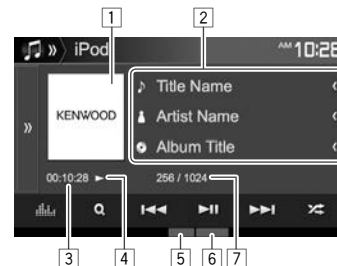 1 2
iPod AM 10:28
KENWOOD
Title Name
Artist Name
Album Title
00:10:28 256 / 1024
3 4 5 6 7